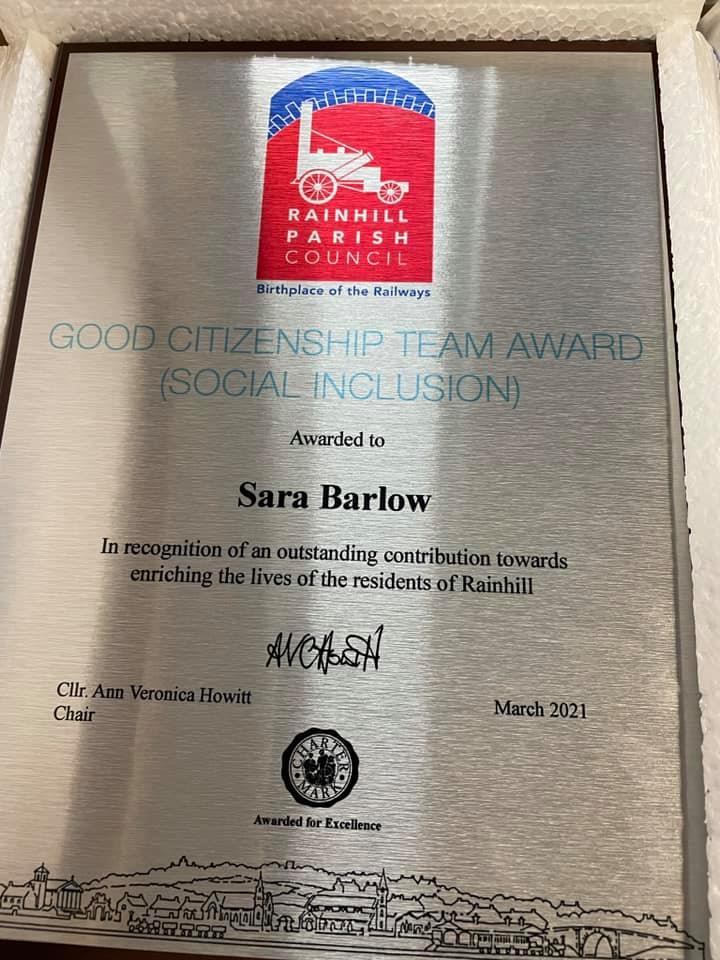 RAINHILL
PARISH
COUNCIL
Birthplace of the Railways
GOOD CITIZENSHIP TEAM AWARD
(SOCIAL INCLUSION)
Awarded to
Sara Barlow
In recognition of an outstanding contribution towards
enriching the lives of the residents of Rainhill
AVCHowitt
Cllr. Ann Veronica Howitt
Chair
March 2021
CHARTER
MARK
Awarded for Excellence